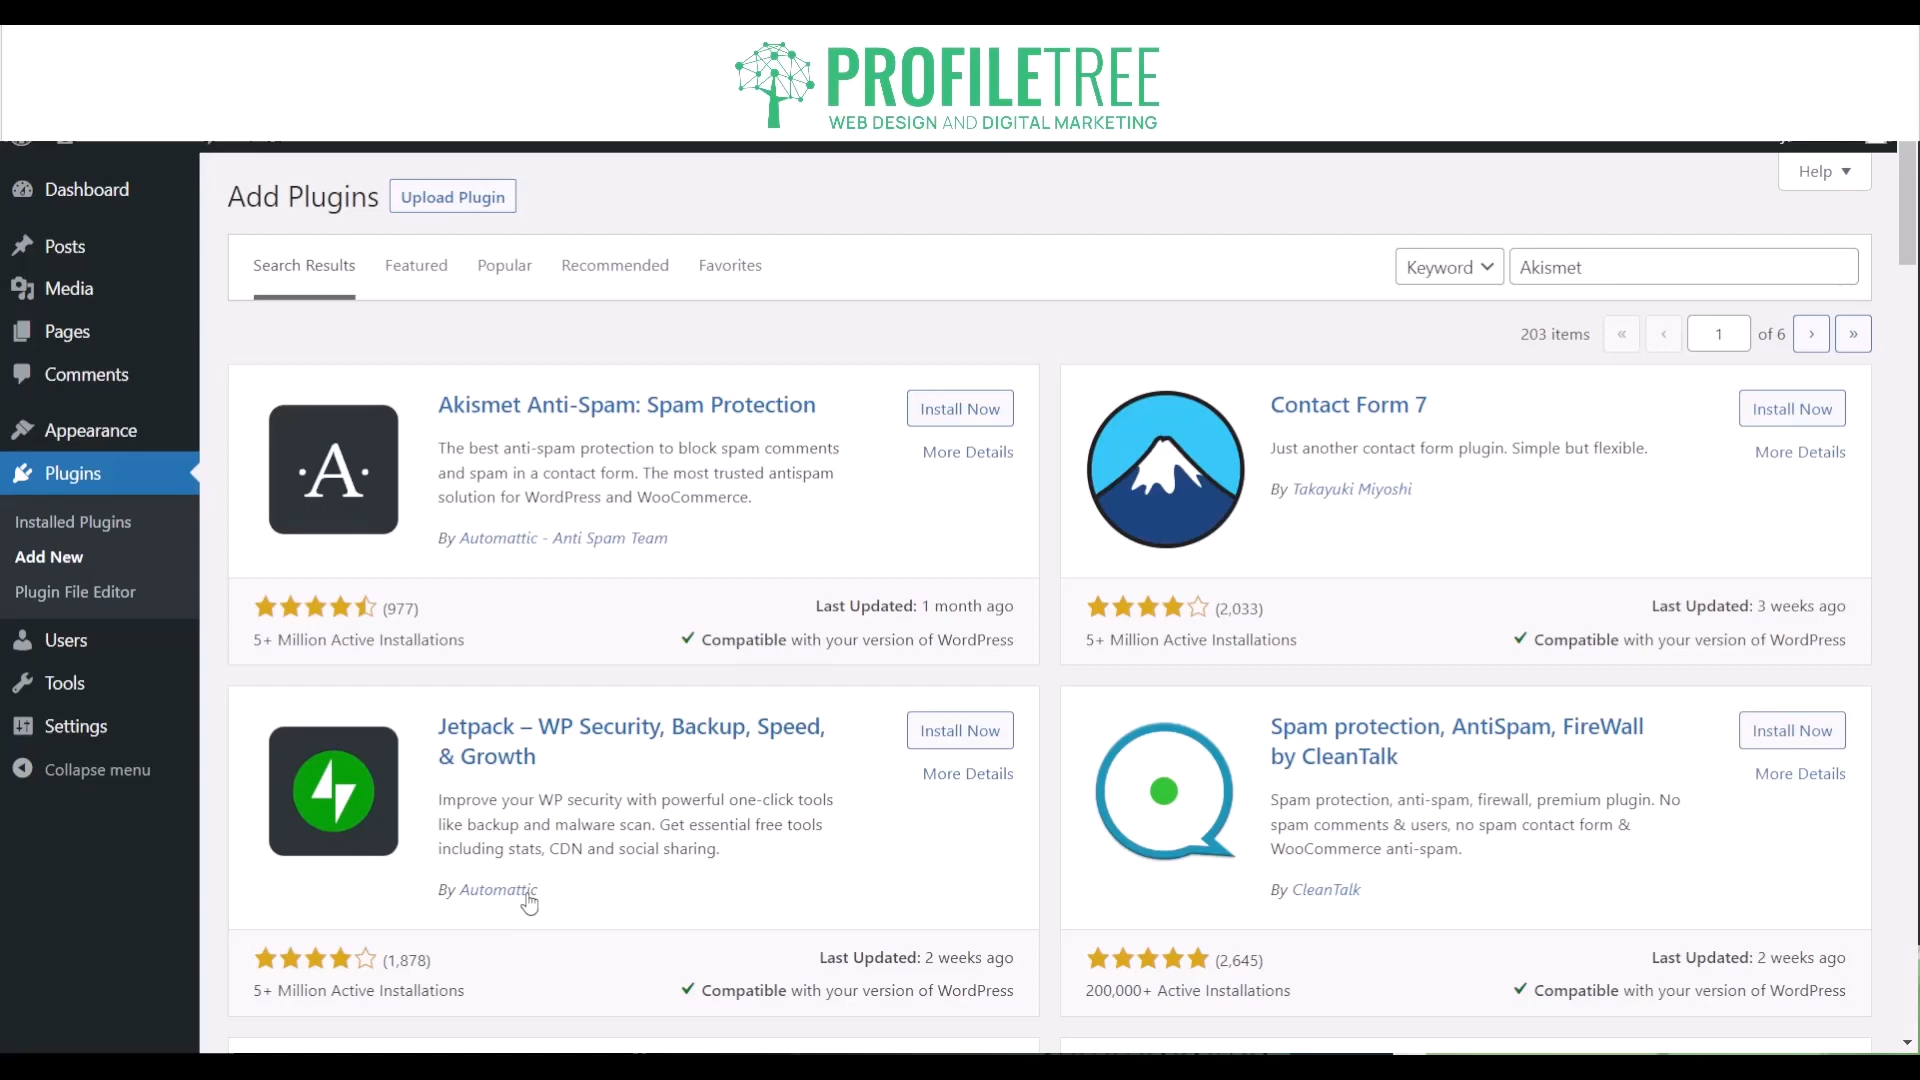 PROFILETREE
WEB DESIGN AND DIGITAL MARKETING
Dashboard
Posts
Media
Pages
Comments
Appearance
Plugins
Installed Plugins
Add New
Plugin File Editor
Users
Tools
Settings
Collapse menu
Add Plugins
Upload Plugin
Help
Search Results
Featured
Popular
Recommended
Favorites
Keyword
Akismet
203 items
«
‹
1
of 6
›
»
·A·
Akismet Anti-Spam: Spam Protection
Install Now
More Details
The best anti-spam protection to block spam comments
and spam in a contact form. The most trusted antispam
solution for WordPress and WooCommerce.
By Automattic - Anti Spam Team
(977)
Last Updated: 1 month ago
5+ Million Active Installations
Compatible with your version of WordPress
Contact Form 7
Install Now
More Details
Just another contact form plugin. Simple but flexible.
By Takayuki Miyoshi
(2,033)
Last Updated: 3 weeks ago
5+ Million Active Installations
Compatible with your version of WordPress
Jetpack – WP Security, Backup, Speed,
& Growth
Install Now
More Details
Improve your WP security with powerful one-click tools
like backup and malware scan. Get essential free tools
including stats, CDN and social sharing.
By Automattic
(1,878)
Last Updated: 2 weeks ago
5+ Million Active Installations
Compatible with your version of WordPress
Spam protection, AntiSpam, FireWall
by CleanTalk
Install Now
More Details
Spam protection, anti-spam, firewall, premium plugin. No
spam comments & users, no spam contact form &
WooCommerce anti-spam.
By CleanTalk
(2,645)
Last Updated: 2 weeks ago
200,000+ Active Installations
Compatible with your version of WordPress